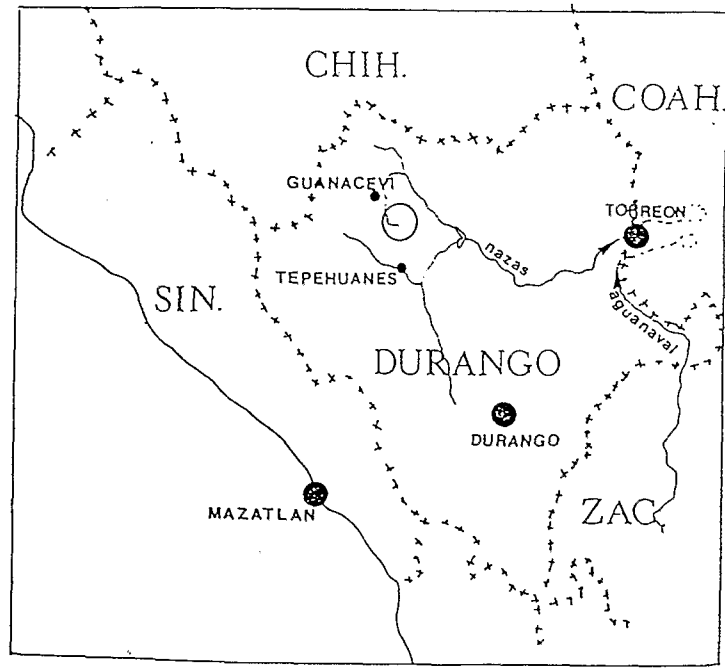 CHIH.
COAH.
GUANACEVI
TORREON
nazas
TEPEHUANES
SIN.
aguanaval
DURANGO
DURANGO
MAZATLAN
ZAC